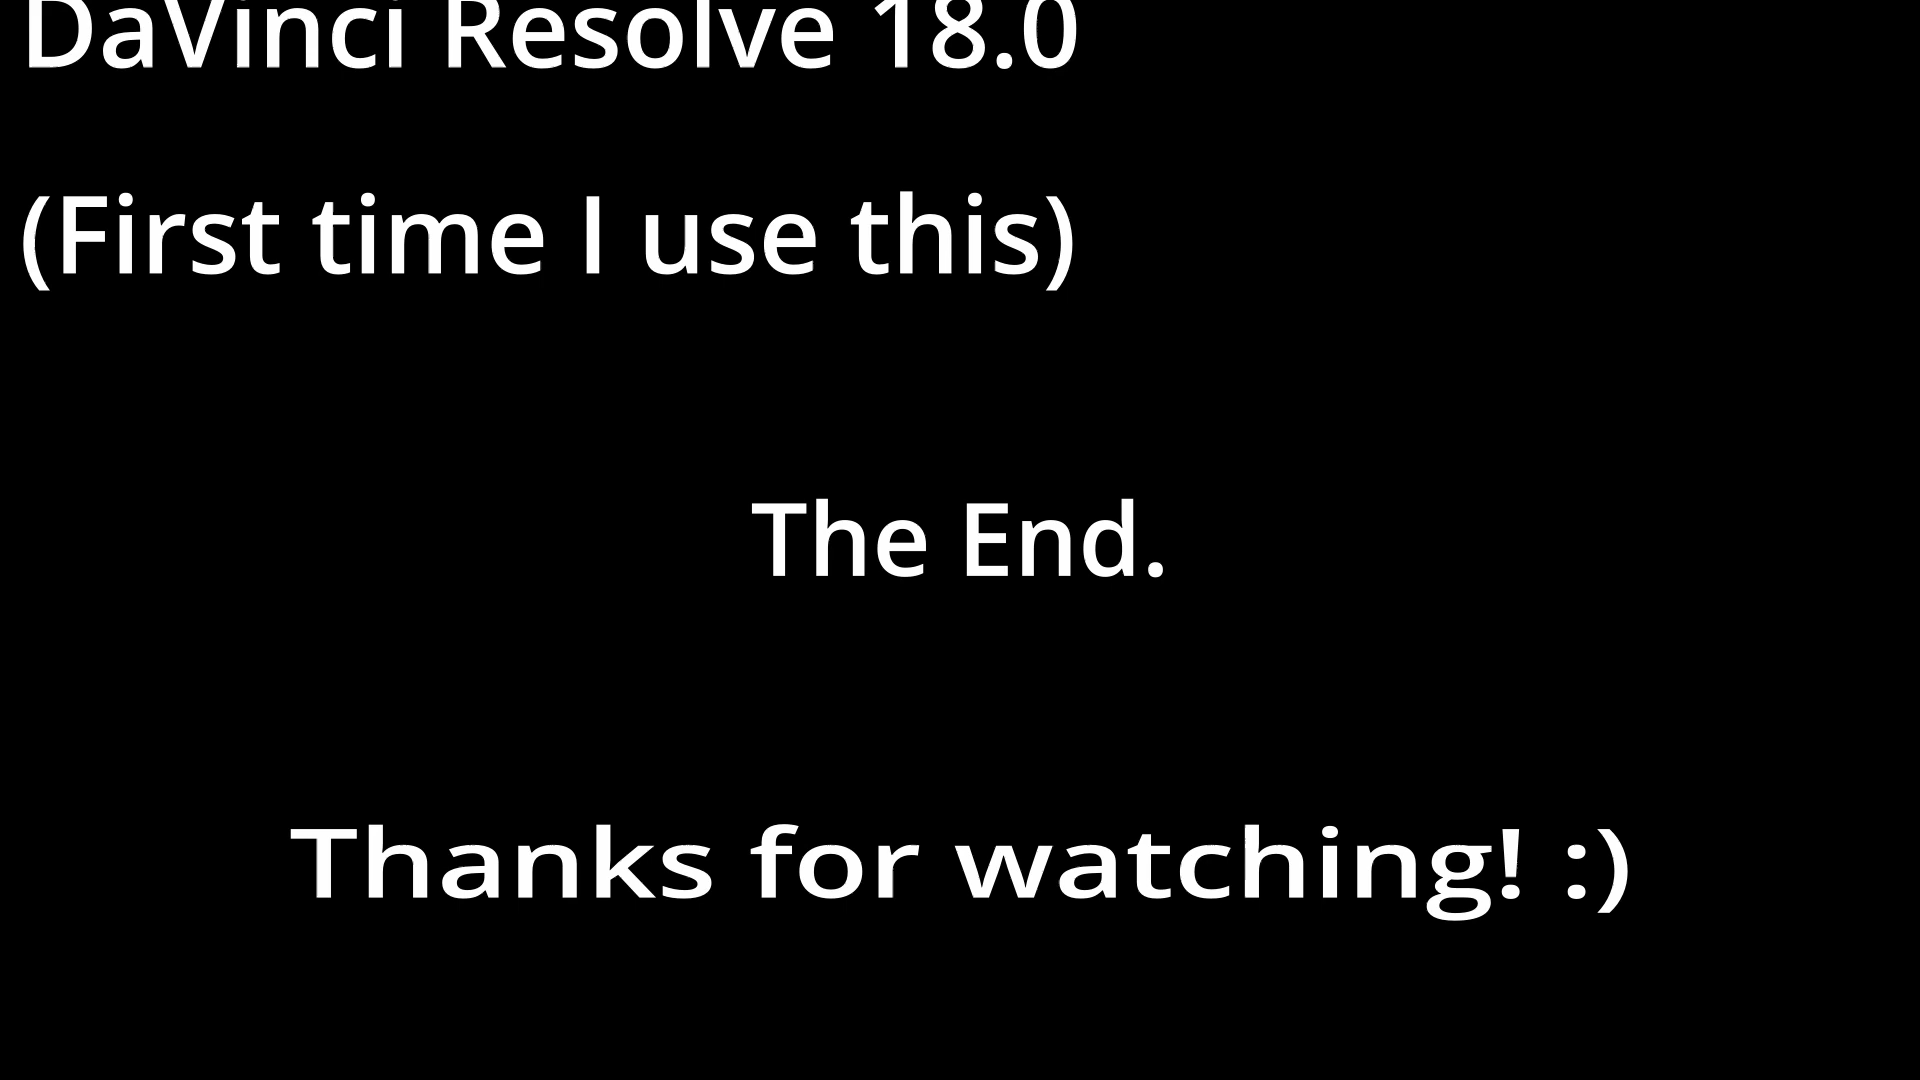 DaVinci Resolve 18.0
(First time I use this)
The End.
Thanks for watching! :)